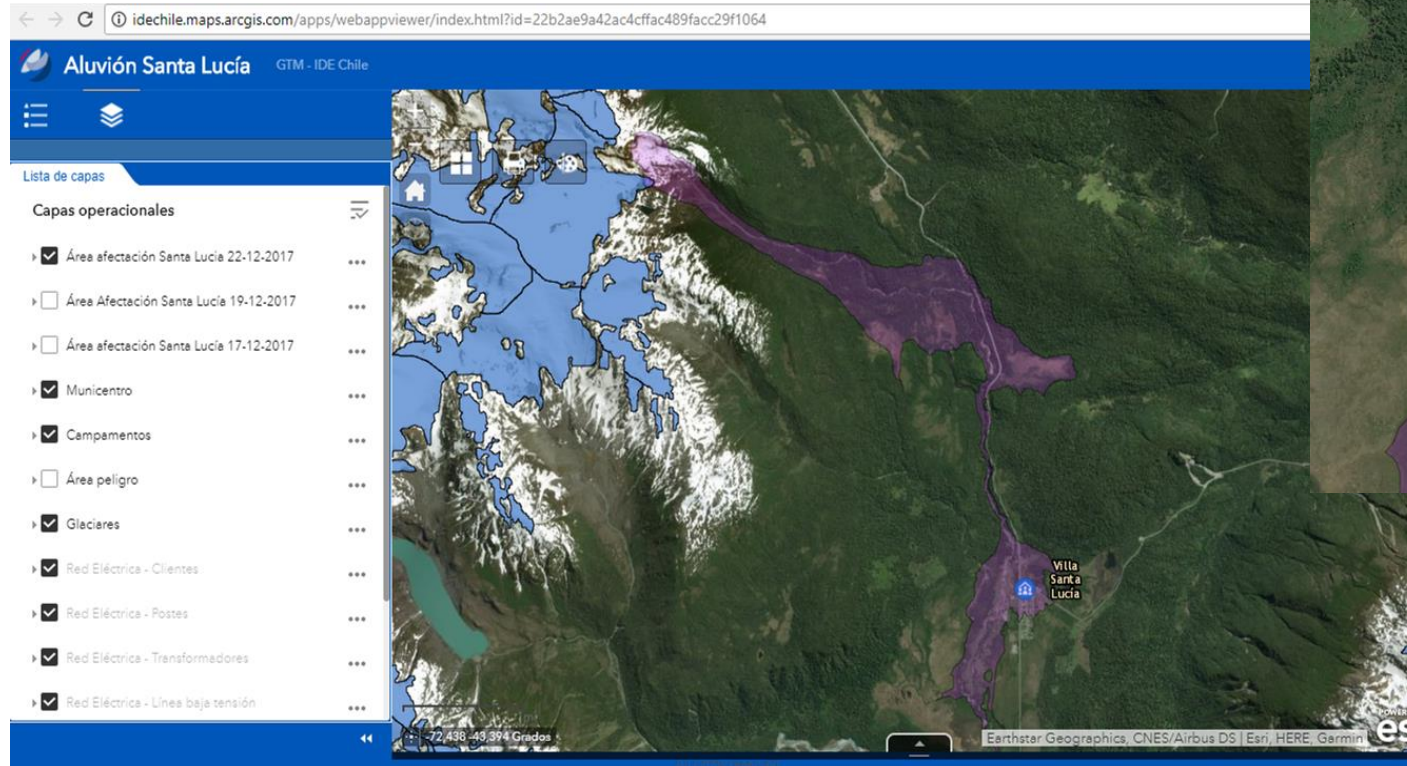 idechile.maps.arcgis.com/apps/webappviewer/index.html?id=22b2ae9a42ac4cffac489facc29f1064
Aluvión Santa Lucía GTM - IDE Chile
Lista de capas
Capas operacionales
Área afectación Santa Lucia 22-12-2017
Área Afectación Santa Lucía 19-12-2017
Área afectación Santa Lucía 17-12-2017
Municentro
Campamentos
Área peligro
Glaciares
Red Eléctrica - Clientes
Red Eléctrica - Postes
Red Eléctrica - Transformadores
Red Eléctrica - Línea baja tensión
Villa
Santa
Lucía
-72,438 -43,394 Grados
Earthstar Geographics, CNES/Airbus DS | Esri, HERE, Garmin